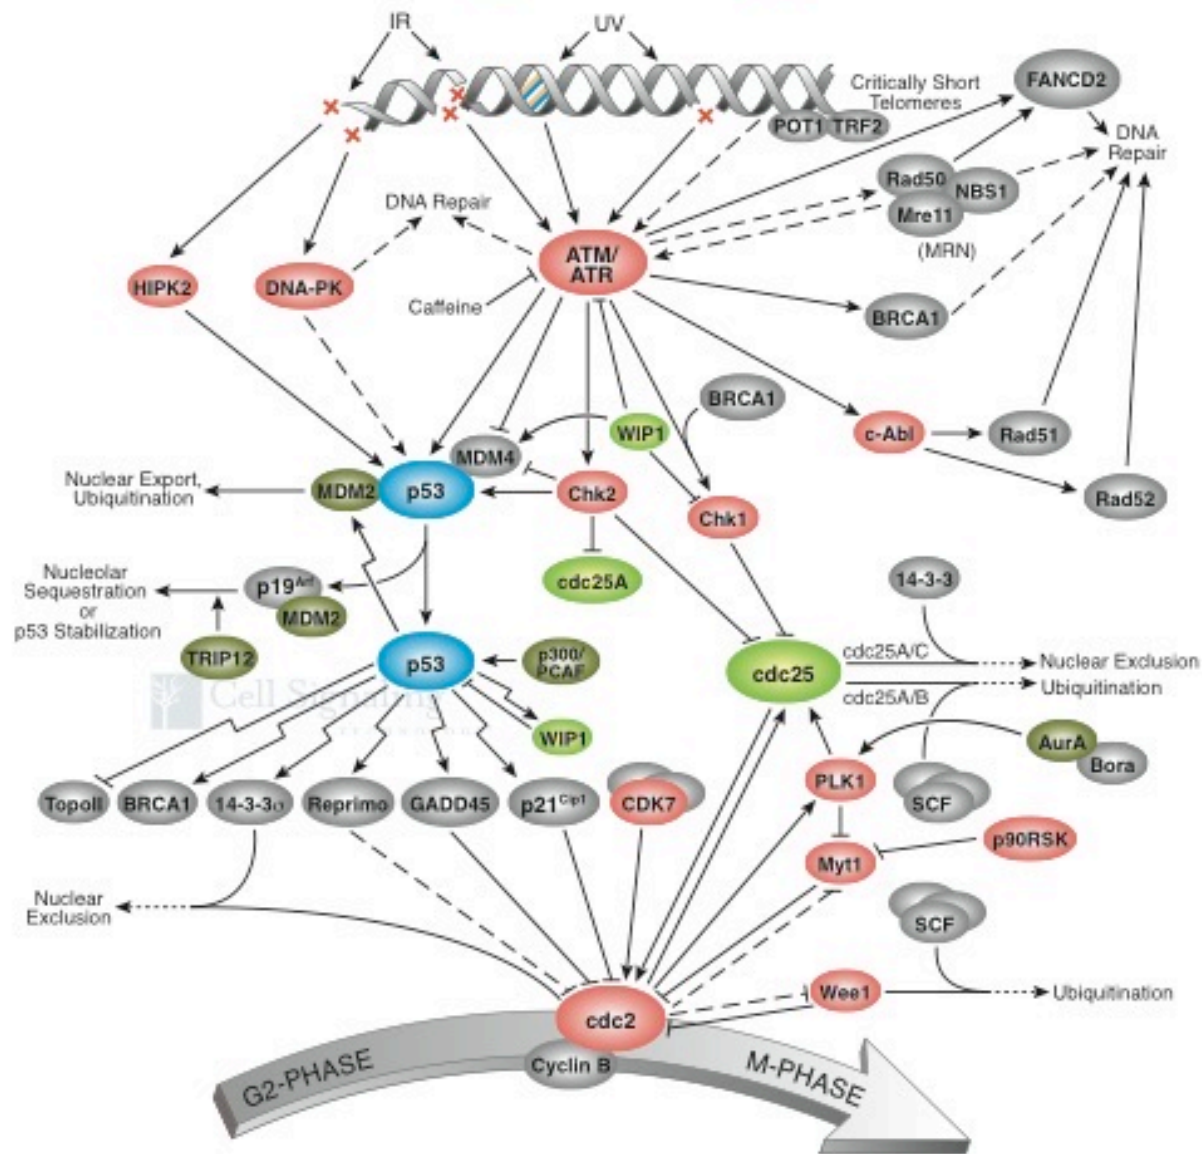 IR
UV
Critically Short
Telomeres
FANCD2
POT1
TRF2
DNA
Repair
Rad50
NBS1
Mre11
(MRN)
DNA Repair
ATM/
ATR
HIPK2
DNA-PK
Caffeine
BRCA1
BRCA1
WIP1
c-Abl
Rad51
MDM4
Nuclear Export,
Ubiquitination
MDM2
p53
Chk2
Rad52
Chk1
Nucleolar
Sequestration
or
p53 Stabilization
p19Arf
MDM2
cdc25A
14-3-3
TRIP12
p53
p300/
PCAF
cdc25
cdc25A/C
Nuclear Exclusion
cdc25A/B
Ubiquitination
Cell Signaling
TECHNOLOGY
WIP1
AurA
Bora
TopoII
BRCA1
14-3-3σ
Reprimo
GADD45
p21Cip1
CDK7
PLK1
SCF
p90RSK
Myt1
Nuclear
Exclusion
SCF
Wee1
Ubiquitination
cdc2
Cyclin B
G2-PHASE
M-PHASE